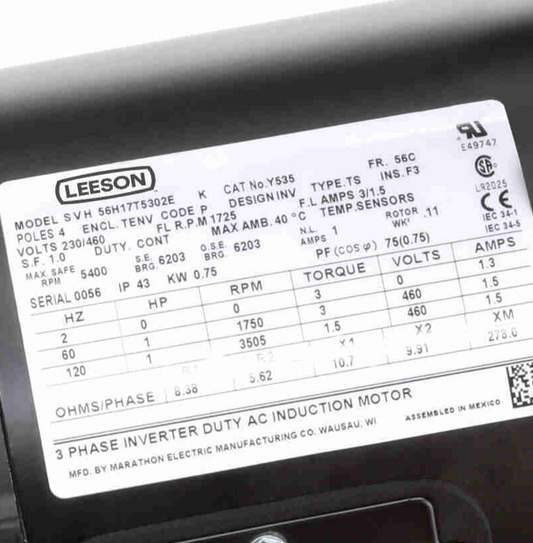 LEESON
MODEL SVH 56H17T5302E K CAT No.Y535 FR. 56C
POLES 4 ENCL. TENV CODE P DESIGN INV TYPE.TS INS.F3
VOLTS 230/460 FL R.P.M 1725 F.L AMPS 3/1.5
S.F. 1.0 DUTY. CONT MAX AMB. 40 °C TEMP.SENSORS
MAX. SAFE RPM 5400 S.E. BRG. 6203 O.S.E. BRG. 6203 N.L. AMPS 1 ROTOR WK² .11
SERIAL 0056 IP 43 KW 0.75 PF (COS φ) 75(0.75)
E49747
LR2025
CE
IEC 34-1
IEC 34-5
HZ HP RPM TORQUE VOLTS AMPS
2 0 0 3 0 1.3
60 1 1750 3 460 1.5
120 1 3505 1.5 460 1.5
R1 R2 X1 X2 XM
OHMS/PHASE 8.38 5.62 10.7 9.91 278.0
3 PHASE INVERTER DUTY AC INDUCTION MOTOR
MFD. BY MARATHON ELECTRIC MANUFACTURING CO. WAUSAU, WI ASSEMBLED IN MEXICO